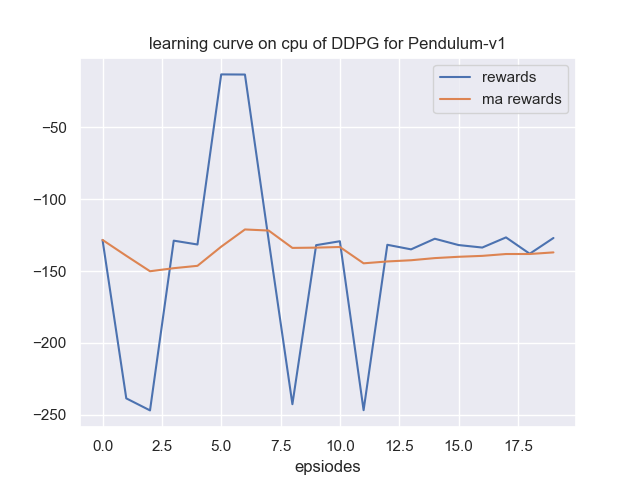 learning curve on cpu of DDPG for Pendulum-v1
rewards
ma rewards
−50
−100
−150
−200
−250
0.0 2.5 5.0 7.5 10.0 12.5 15.0 17.5
epsiodes